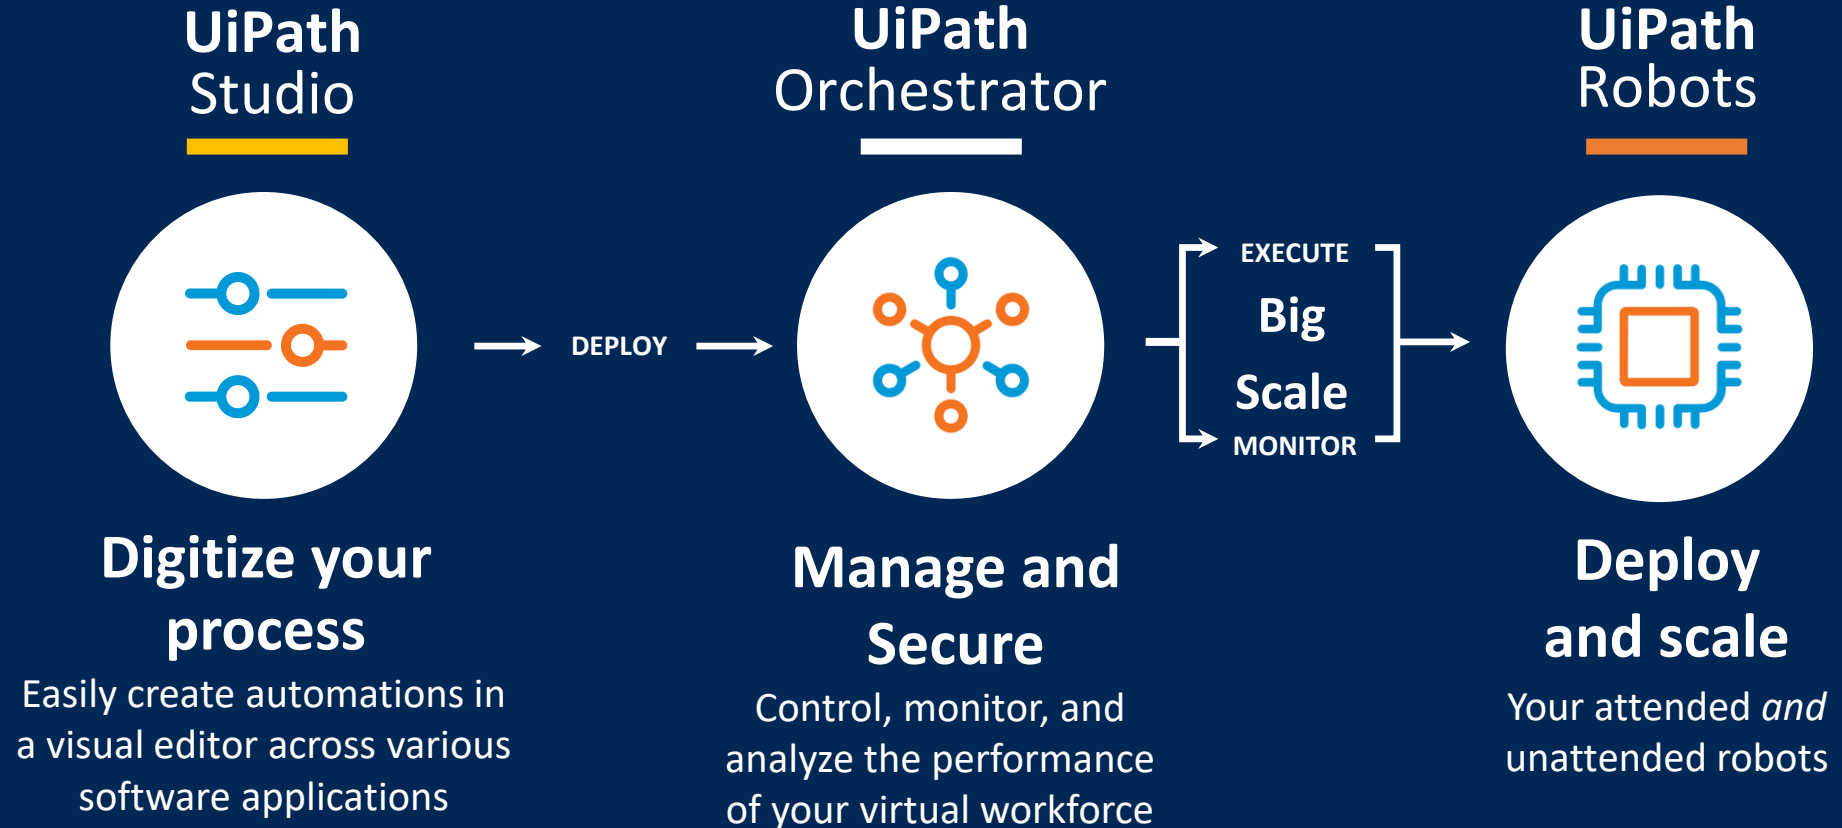 UiPath
Studio
Digitize your
process
Easily create automations in
a visual editor across various
software applications
DEPLOY
UiPath
Orchestrator
Manage and
Secure
Control, monitor, and
analyze the performance
of your virtual workforce
EXECUTE
Big
Scale
MONITOR
UiPath
Robots
Deploy
and scale
Your attended and
unattended robots